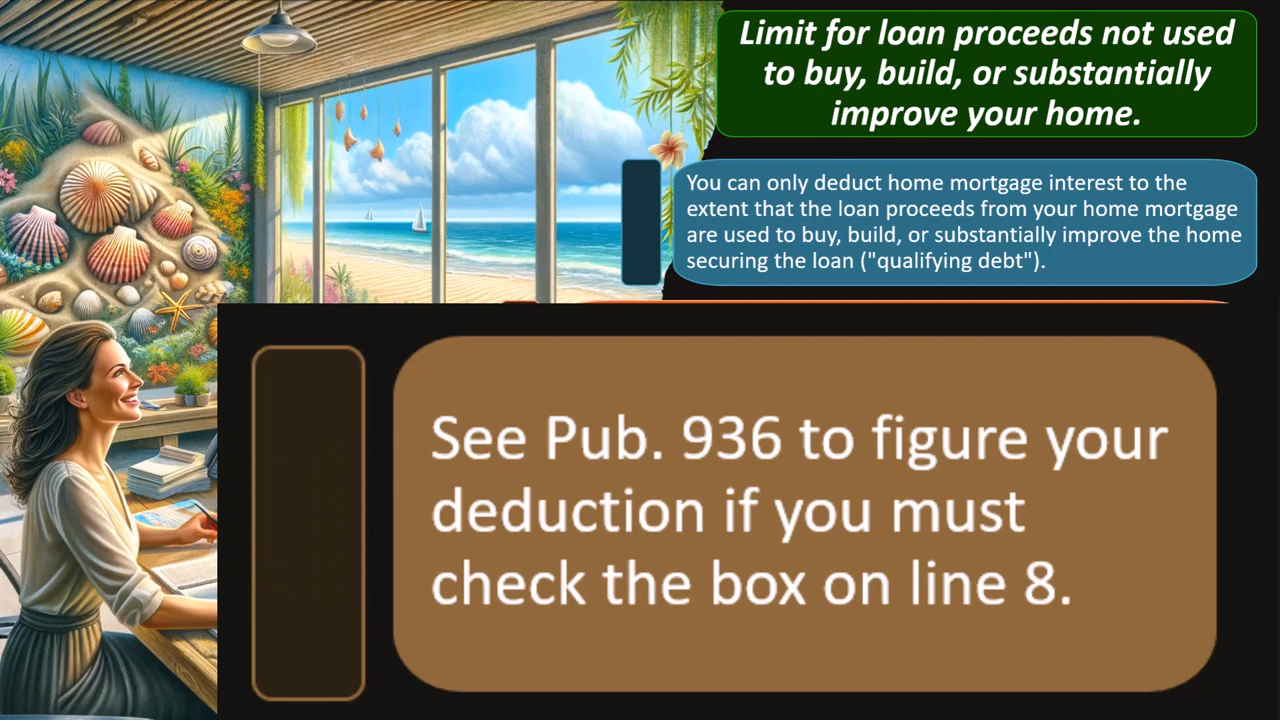 Limit for loan proceeds not used
to buy, build, or substantially
improve your home.
You can only deduct home mortgage interest to the
extent that the loan proceeds from your home mortgage
are used to buy, build, or substantially improve the home
securing the loan ("qualifying debt").
See Pub. 936 to figure your
deduction if you must
check the box on line 8.